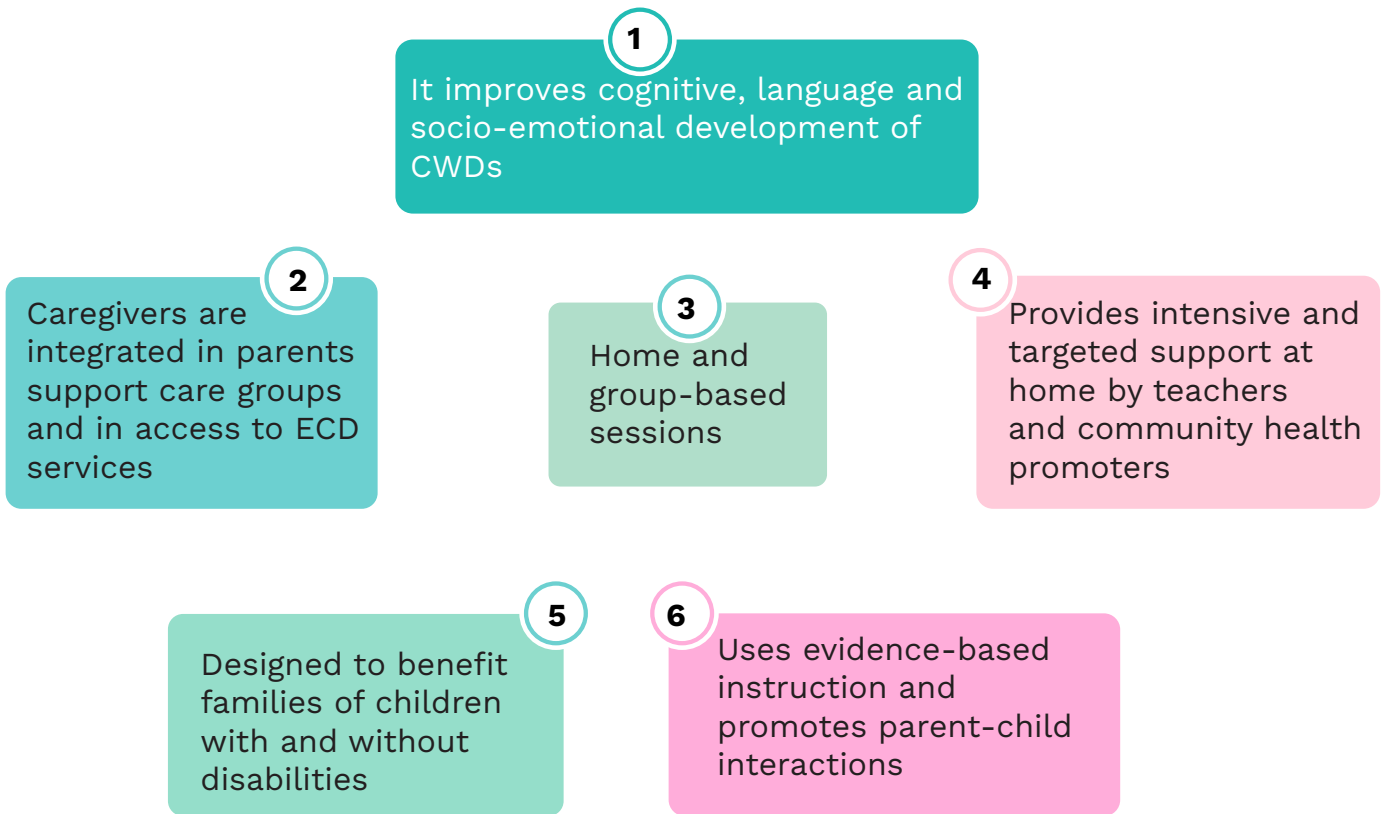 1
It improves cognitive, language and
socio-emotional development of
CWDs
2
Caregivers are
integrated in parents
support care groups
and in access to ECD
services
3
Home and
group-based
sessions
4
Provides intensive and
targeted support at
home by teachers
and community health
promoters
5
Designed to benefit
families of children
with and without
disabilities
6
Uses evidence-based
instruction and
promotes parent-child
interactions